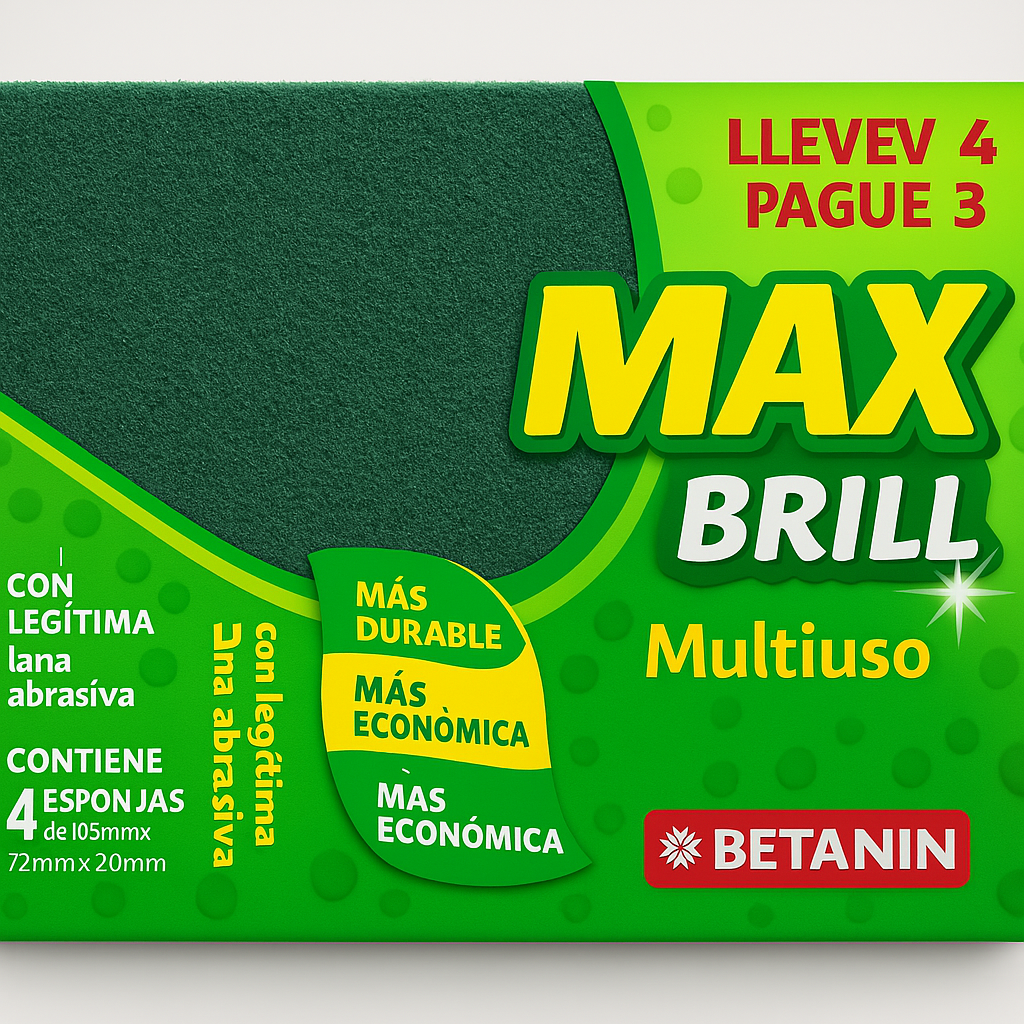 LLEVEV 4
PAGUE 3
MAX
BRILL
Multiuso
CON
LEGÍTIMA
lana
abrasíva
CONTIENE
4 ESPONJAS
de 105mmx
72mm x 20mm
con legítima
lana abrasiva
MÁS
DURABLE
MÁS
ECONÒMICA
MAS
ECONÓMICA
BETANIN